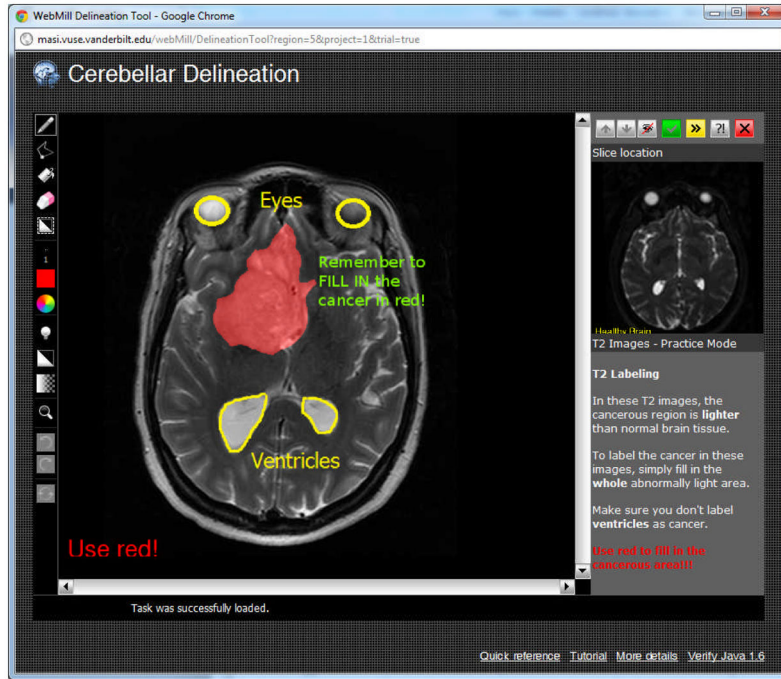 WebMill Delineation Tool - Google Chrome
masi.vuse.vanderbilt.edu/webMill/DelineationTool?region=5&project=1&trial=true
Cerebellar Delineation
1
Eyes
Remember to
FILL IN the
cancer in red!
Ventricles
Use red!
?!
Slice location
Healthy Brain
T2 Images - Practice Mode
T2 Labeling
In these T2 images, the
cancerous region is lighter
than normal brain tissue.
To label the cancer in these
images, simply fill in the
whole abnormally light area.
Make sure you don't label
ventricles as cancer.
Use red to fill in the
cancerous area!!!
Task was successfully loaded.
Quick reference Tutorial More details Verify Java 1.6